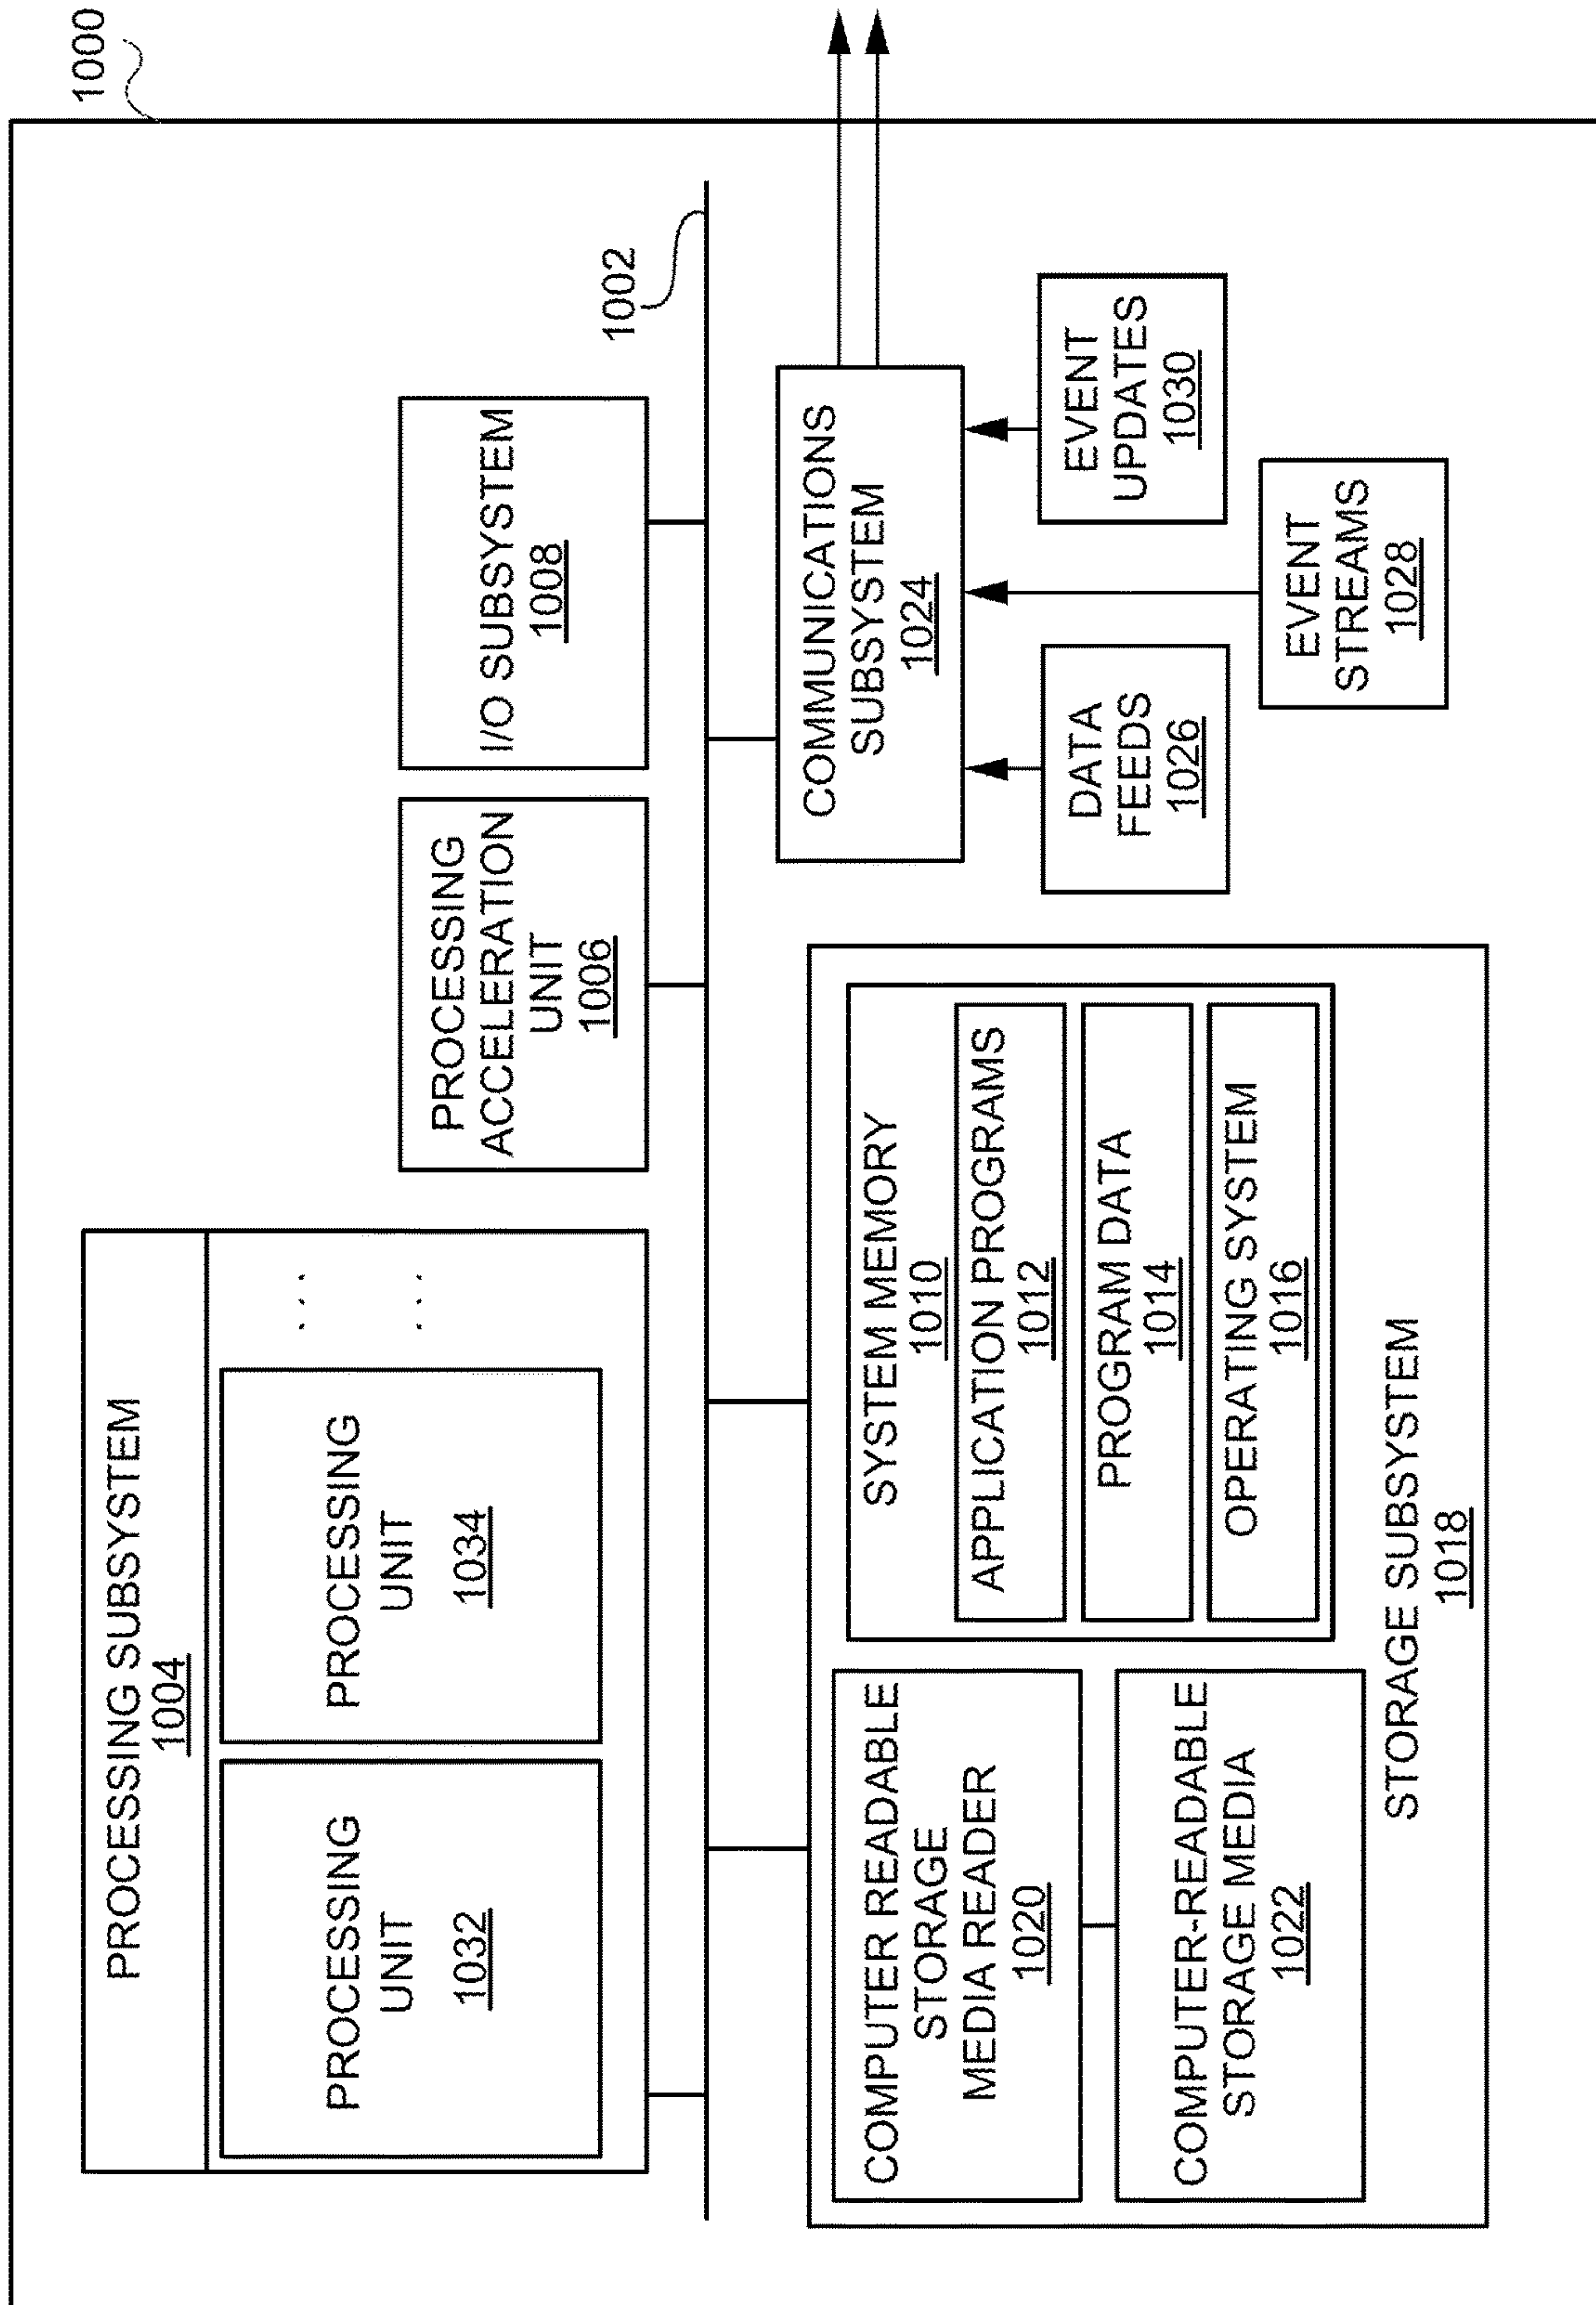 1000
PROCESSING SUBSYSTEM
1004
PROCESSING
UNIT
1032
PROCESSING
UNIT
1034
. . .
. . .
PROCESSING
ACCELERATION
UNIT
1006
I/O SUBSYSTEM
1008
1002
COMPUTER READABLE
STORAGE
MEDIA READER
1020
COMPUTER-READABLE
STORAGE MEDIA
1022
SYSTEM MEMORY
1010
APPLICATION PROGRAMS
1012
PROGRAM DATA
1014
OPERATING SYSTEM
1016
STORAGE SUBSYSTEM
1018
COMMUNICATIONS
SUBSYSTEM
1024
DATA
FEEDS
1026
EVENT
STREAMS
1028
EVENT
UPDATES
1030